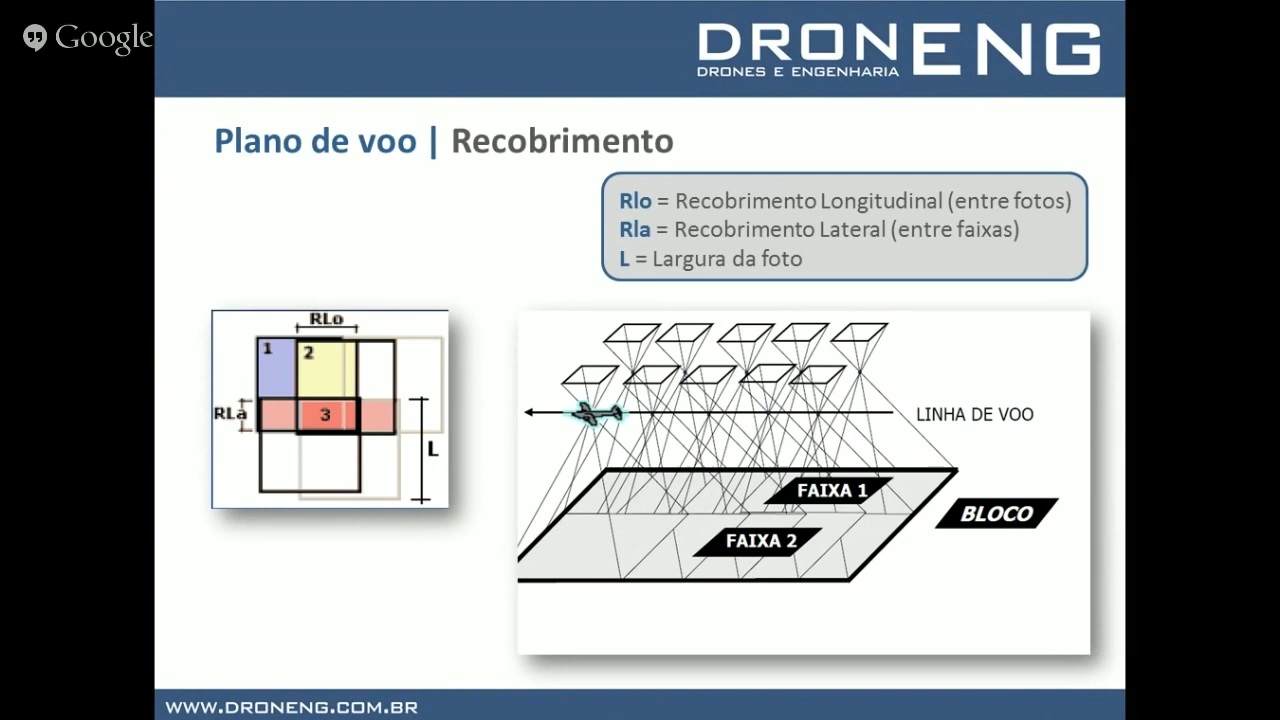 Google
DRONENG
DRONES E ENGENHARIA
Plano de voo | Recobrimento
Rlo = Recobrimento Longitudinal (entre fotos)
Rla = Recobrimento Lateral (entre faixas)
L = Largura da foto
RLo
1
2
RLa
3
L
LINHA DE VOO
FAIXA 1
BLOCO
FAIXA 2
WWW.DRONENG.COM.BR